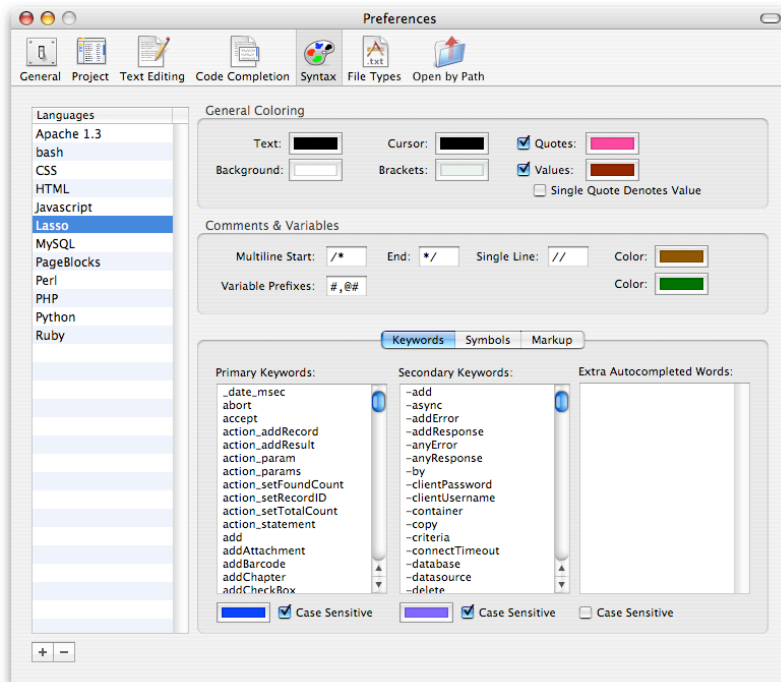 Preferences
General Project Text Editing Code Completion Syntax File Types Open by Path
.txt
Languages
Apache 1.3
bash
CSS
HTML
Javascript
Lasso
MySQL
PageBlocks
Perl
PHP
Python
Ruby
General Coloring
Text: Cursor: Quotes:
Background: Brackets: Values:
Single Quote Denotes Value
Comments & Variables
Multiline Start: /* End: */ Single Line: // Color:
Variable Prefixes: #,@# Color:
Keywords Symbols Markup
Primary Keywords:
_date_msec
abort
accept
action_addRecord
action_addResult
action_param
action_params
action_setFoundCount
action_setRecordID
action_setTotalCount
action_statement
add
addAttachment
addBarcode
addChapter
addCheckBox
Case Sensitive
Secondary Keywords:
-add
-async
-addError
-addResponse
-anyError
-anyResponse
-by
-clientPassword
-clientUsername
-container
-copy
-criteria
-connectTimeout
-database
-datasource
-delete
Case Sensitive
Extra Autocompleted Words:
Case Sensitive
+ −